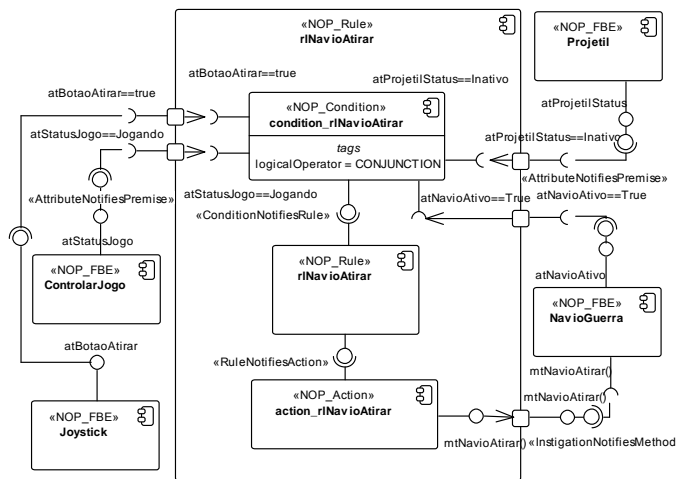 «NOP_Rule»
rlNavioAtirar
«NOP_FBE»
Projetil
atBotaoAtirar==true
atProjetilStatus==Inativo
atBotaoAtirar==true
atProjetilStatus
«NOP_Condition»
condition_rlNavioAtirar
atStatusJogo==Jogando
atProjetilStatus==Inativo
tags
logicalOperator = CONJUNCTION
«AttributeNotifiesPremise»
atStatusJogo==Jogando
«AttributeNotifiesPremise»
atNavioAtivo==True
atNavioAtivo==True
«ConditionNotifiesRule»
atStatusJogo
«NOP_FBE»
ControlarJogo
«NOP_Rule»
rlNavioAtirar
atNavioAtivo
«NOP_FBE»
NavioGuerra
atBotaoAtirar
«RuleNotifiesAction»
mtNavioAtirar()
«NOP_Action»
action_rlNavioAtirar
mtNavioAtirar()
«NOP_FBE»
Joystick
mtNavioAtirar()
«InstigationNotifiesMethod